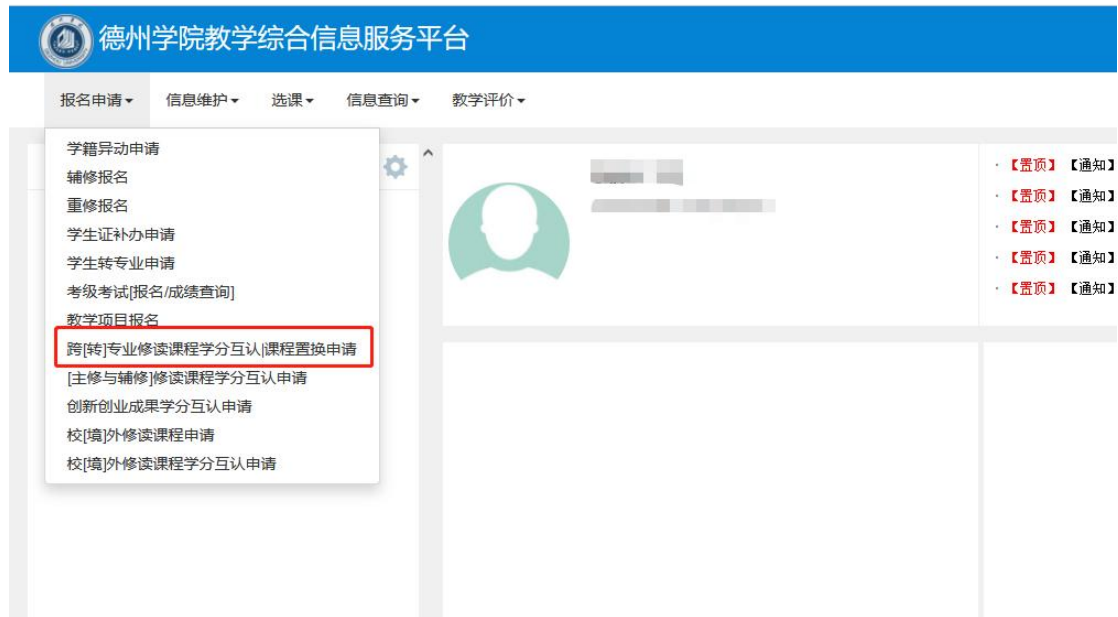 德州学院教学综合信息服务平台
报名申请 信息维护 选课 信息查询 教学评价
学籍异动申请
辅修报名
重修报名
学生证补办申请
学生转专业申请
考级考试[报名/成绩查询]
教学项目报名
跨[转]专业修读课程学分互认|课程置换申请
[主修与辅修]修读课程学分互认申请
创新创业成果学分互认申请
校[境]外修读课程申请
校[境]外修读课程学分互认申请
· 【置顶】 【通知】
· 【置顶】 【通知】
· 【置顶】 【通知】
· 【置顶】 【通知】
· 【置顶】 【通知】